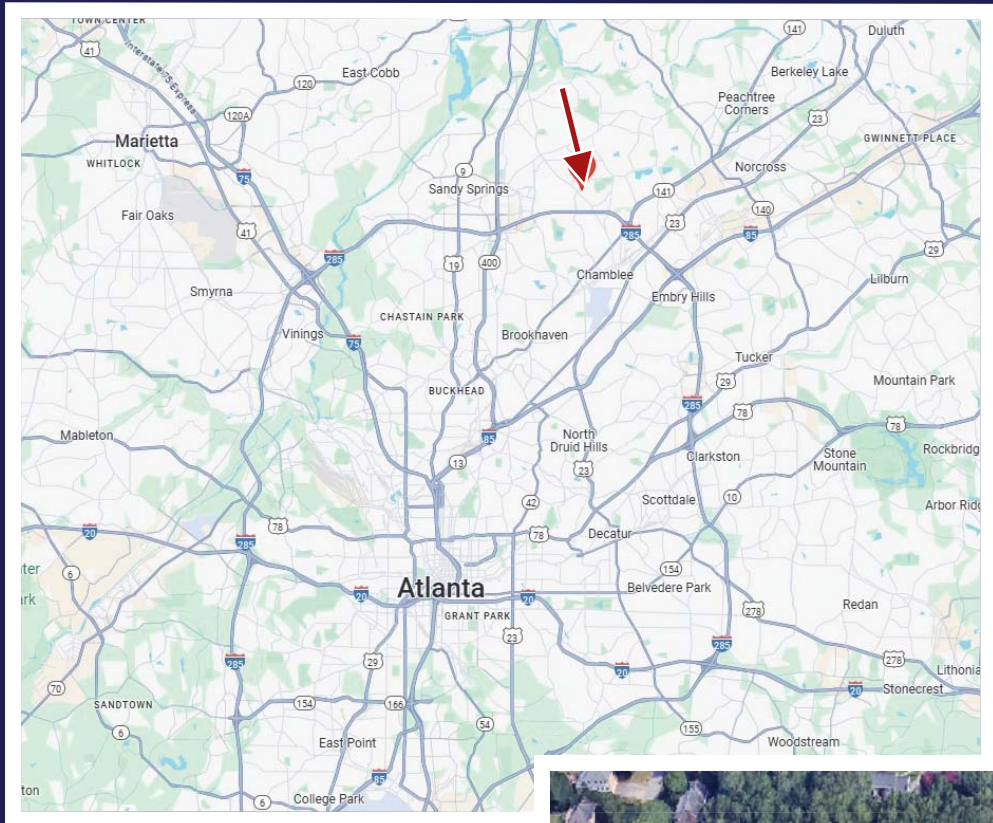 TOWN CENTER
141
Duluth
41
Interstate 75 Express
East Cobb
120
Berkeley Lake
Peachtree
Corners
23
120A
Marietta
GWINNETT PLACE
WHITLOCK
75
9
Sandy Springs
Norcross
141
Fair Oaks
140
41
23
285
85
29
285
19
400
Chamblee
Lilburn
Smyrna
Embry Hills
CHASTAIN PARK
Vinings
75
Brookhaven
Tucker
29
Mountain Park
BUCKHEAD
285
78
78
Mableton
85
North
Druid Hills
Clarkston
Stone
Mountain
13
23
10
42
Scottdale
78
20
78
Decatur
285
154
6
Atlanta
20
Belvedere Park
20
GRANT PARK
Redan
23
278
285
285
29
20
278
70
154
166
20
Stonecrest
SANDTOWN
54
155
6
East Point
Woodstream
85
6
College Park